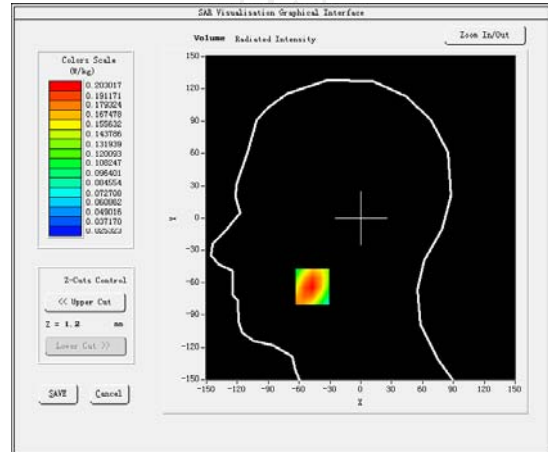 SAR Visualisation Graphical Interface
Volume Radiated Intensity
Zoom In/Out
Colors Scale
(W/kg)
0.203017
0.191171
0.179324
0.167478
0.155632
0.143786
0.131939
0.120093
0.108247
0.096401
0.084554
0.072708
0.060862
0.049016
0.037170
Z-Cuts Control
<< Upper Cut
Z = 1.2 mm
Lower Cut >>
SAVE Cancel
150
120
90
60
30
0
-30
-60
-90
-120
-150
Y
-150 -120 -90 -60 -30 0 30 60 90 120 150
X